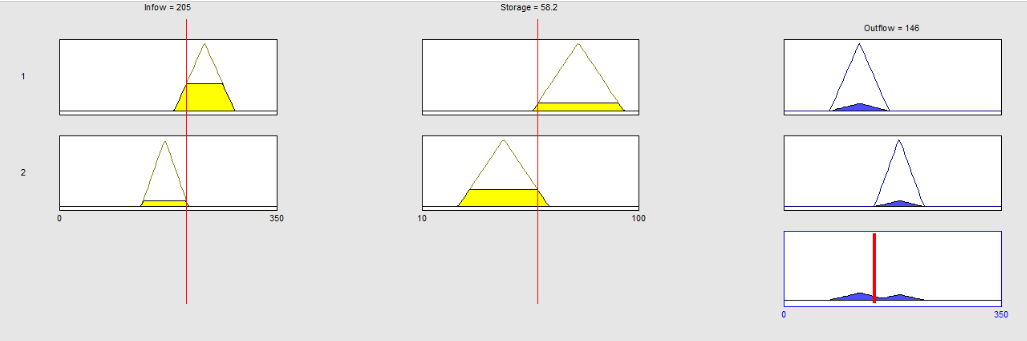 Infow = 205
Storage = 58.2
Outflow = 146
1
2
0
350
10
100
0
350